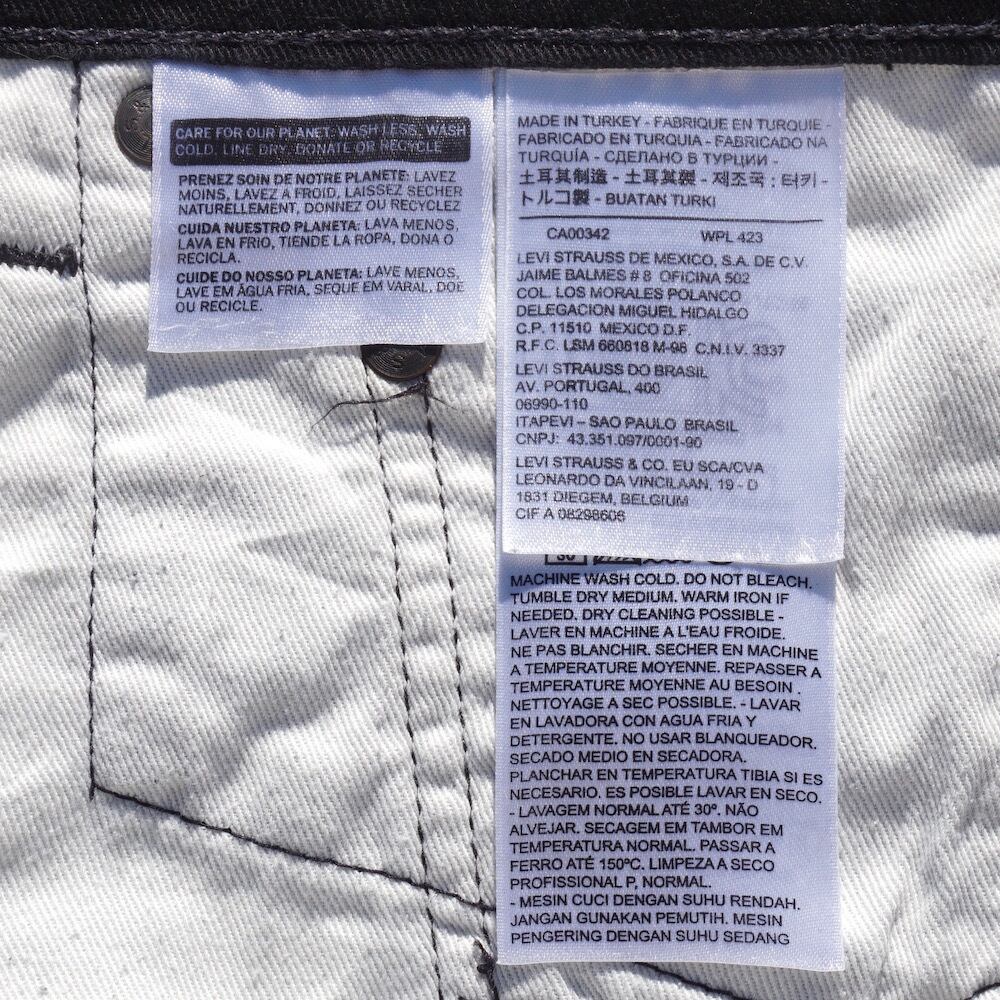 CARE FOR OUR PLANET: WASH LESS, WASH
COLD, LINE DRY, DONATE OR RECYCLE
PRENEZ SOIN DE NOTRE PLANETE: LAVEZ
MOINS, LAVEZ A FROID, LAISSEZ SECHER
NATURELLEMENT, DONNEZ OU RECYCLEZ
CUIDA NUESTRO PLANETA: LAVA MENOS,
LAVA EN FRIO, TIENDE LA ROPA, DONA O
RECICLA.
CUIDE DO NOSSO PLANETA: LAVE MENOS,
LAVE EM ÁGUA FRIA, SEQUE EM VARAL, DOE
OU RECICLE.
MADE IN TURKEY - FABRIQUE EN TURQUIE -
FABRICADO EN TURQUIA - FABRICADO NA
TURQUÍA - СДЕЛАНО В ТУРЦИИ -
土耳其制造 - 土耳其製 - 제조국 : 터키 -
トルコ製 - BUATAN TURKI
CA00342 WPL 423
LEVI STRAUSS DE MEXICO, S.A. DE C.V.
JAIME BALMES # 8 OFICINA 502
COL. LOS MORALES POLANCO
DELEGACION MIGUEL HIDALGO
C.P. 11510 MEXICO D.F.
R.F.C. LSM 660818 M-96 C.N.I.V. 3337
LEVI STRAUSS DO BRASIL
AV. PORTUGAL, 400
06990-110
ITAPEVI – SAO PAULO BRASIL
CNPJ: 43.351.097/0001-90
LEVI STRAUSS & CO. EU SCA/CVA
LEONARDO DA VINCILAAN, 19 - D
1831 DIEGEM, BELGIUM
CIF A 08298606
MACHINE WASH COLD. DO NOT BLEACH.
TUMBLE DRY MEDIUM. WARM IRON IF
NEEDED. DRY CLEANING POSSIBLE -
LAVER EN MACHINE A L'EAU FROIDE.
NE PAS BLANCHIR. SECHER EN MACHINE
A TEMPERATURE MOYENNE. REPASSER A
TEMPERATURE MOYENNE AU BESOIN .
NETTOYAGE A SEC POSSIBLE. - LAVAR
EN LAVADORA CON AGUA FRIA Y
DETERGENTE. NO USAR BLANQUEADOR.
SECADO MEDIO EN SECADORA.
PLANCHAR EN TEMPERATURA TIBIA SI ES
NECESARIO. ES POSIBLE LAVAR EN SECO.
- LAVAGEM NORMAL ATÉ 30º. NÃO
ALVEJAR. SECAGEM EM TAMBOR EM
TEMPERATURA NORMAL. PASSAR A
FERRO ATÉ 150ºC. LIMPEZA A SECO
PROFISSIONAL P, NORMAL.
- MESIN CUCI DENGAN SUHU RENDAH.
JANGAN GUNAKAN PEMUTIH. MESIN
PENGERING DENGAN SUHU SEDANG